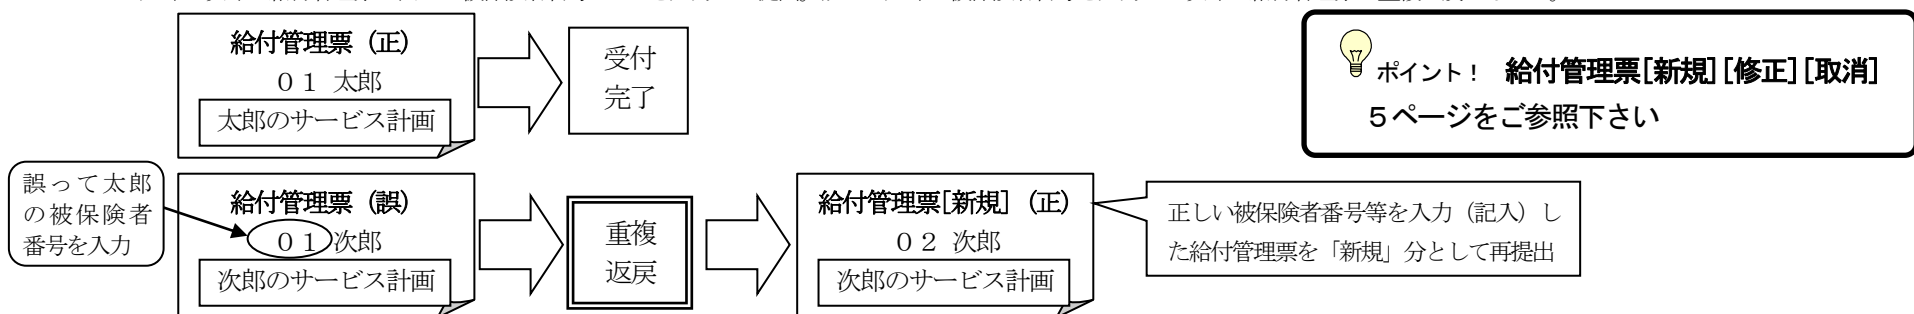 給付管理票（正）
０１ 太郎
太郎のサービス計画
受付
完了
ポイント！ 給付管理票[新規][修正][取消]
５ページをご参照下さい
誤って太郎
の被保険者
番号を入力
給付管理票（誤）
０１ 次郎
次郎のサービス計画
重複
返戻
給付管理票[新規]（正）
０２ 次郎
次郎のサービス計画
正しい被保険者番号等を入力（記入）し
た給付管理票を「新規」分として再提出